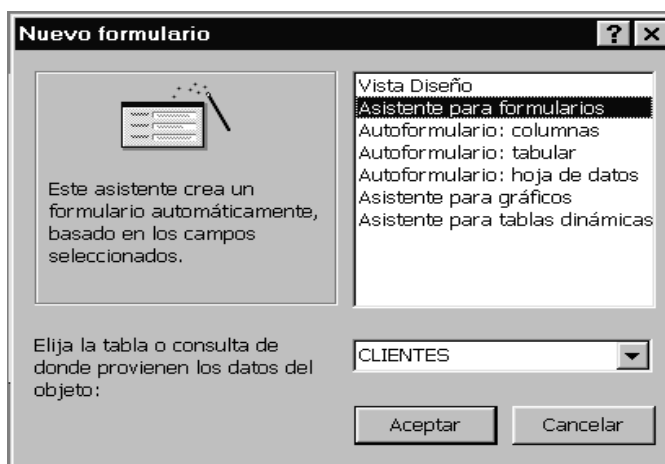 Nuevo formulario
Vista Diseño
Asistente para formularios
Autoformulario: columnas
Autoformulario: tabular
Autoformulario: hoja de datos
Asistente para gráficos
Asistente para tablas dinámicas
Este asistente crea un
formulario automáticamente,
basado en los campos
seleccionados.
Elija la tabla o consulta de
donde provienen los datos del
objeto:
CLIENTES
Aceptar
Cancelar